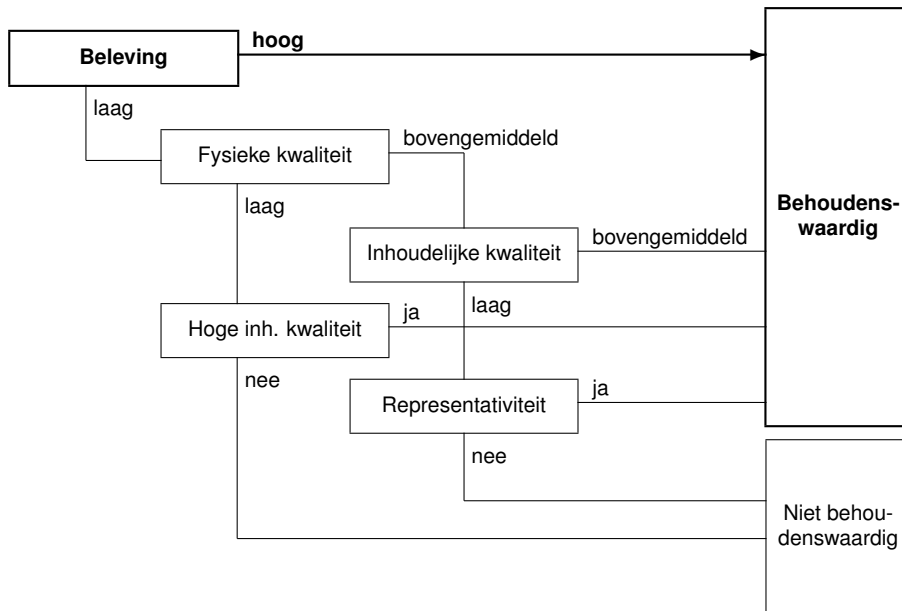 Beleving
hoog
laag
Fysieke kwaliteit
bovengemiddeld
laag
Behoudens-
waardig
Inhoudelijke kwaliteit
bovengemiddeld
laag
Hoge inh. kwaliteit
ja
nee
Representativiteit
ja
nee
Niet behou-
denswaardig